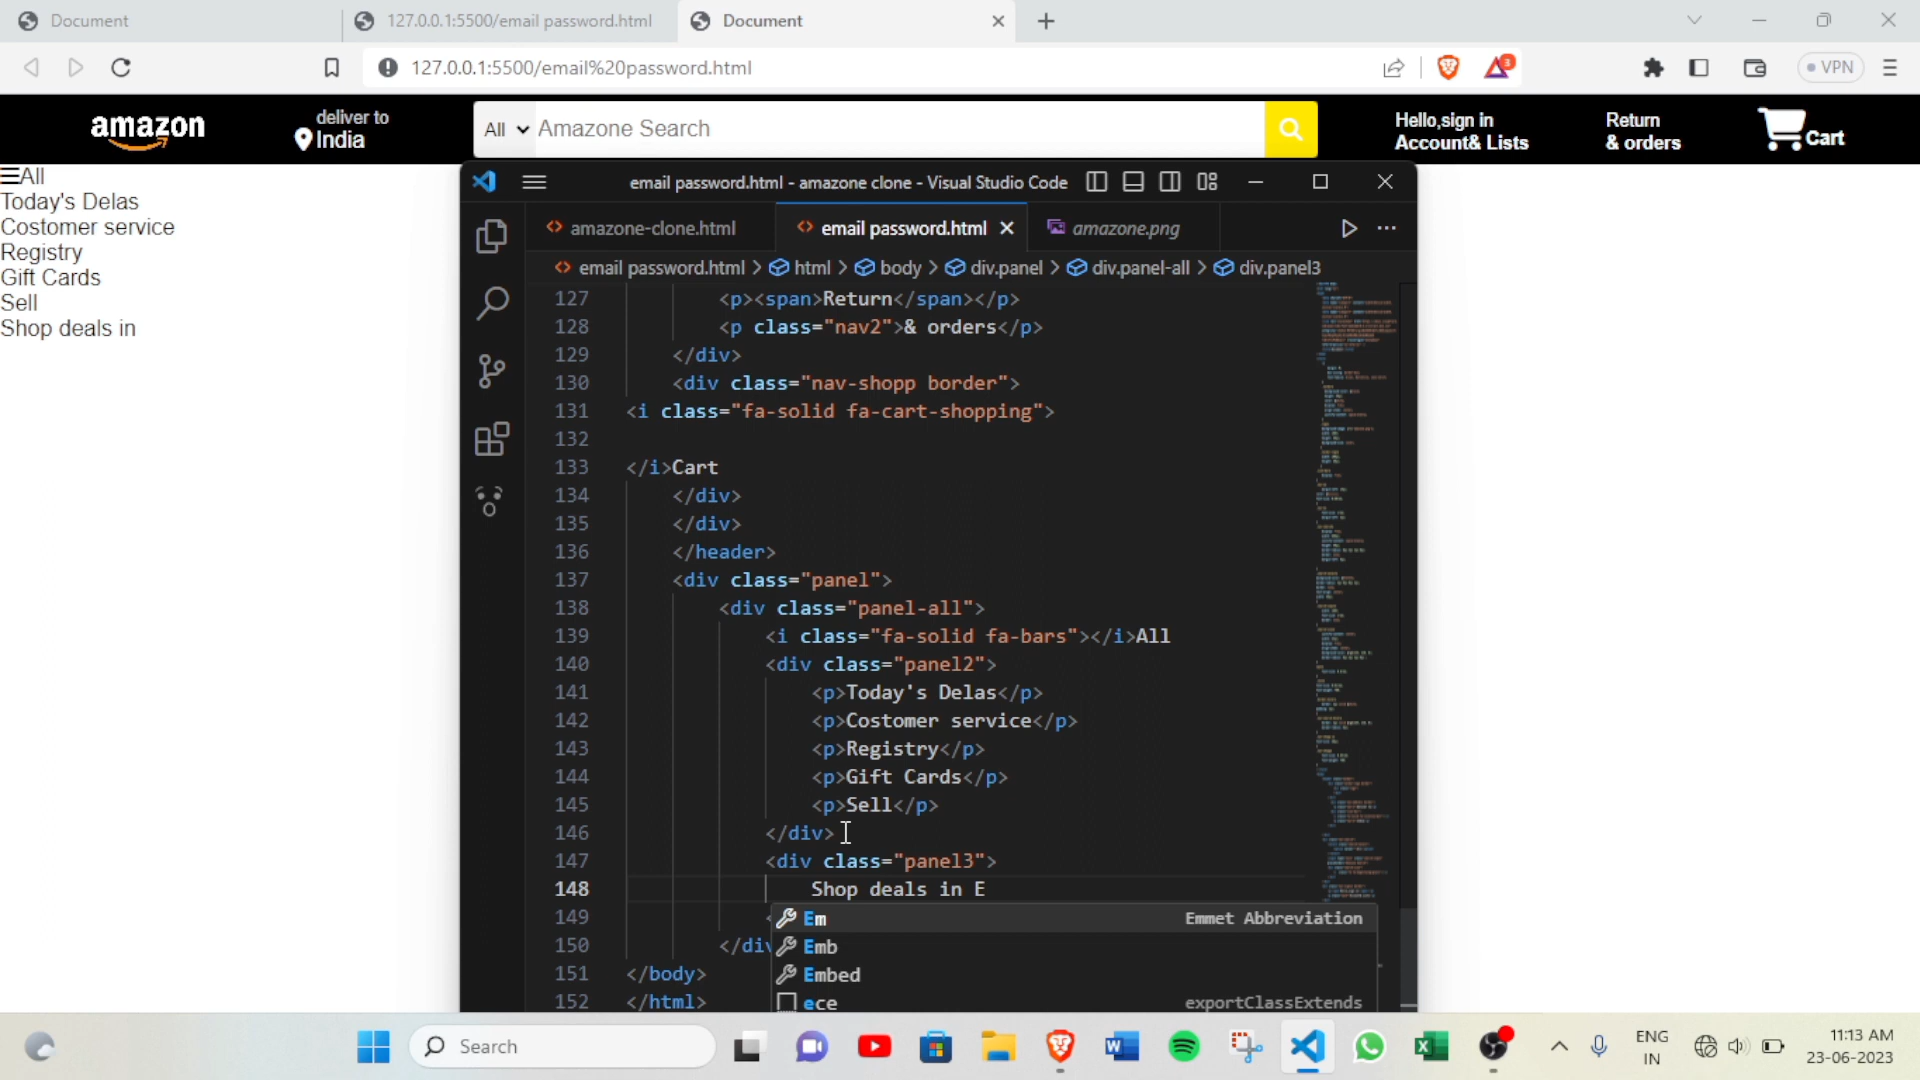 Document
127.0.0.1:5500/email password.html
Document
127.0.0.1:5500/email%20password.html
3
VPN
amazon
deliver to
India
All
Amazone Search
Hello,sign in
Account& Lists
Return
& orders
Cart
All
Today's Delas
Costomer service
Registry
Gift Cards
Sell
Shop deals in
email password.html - amazone clone - Visual Studio Code
amazone-clone.html
email password.html
amazone.png
email password.html > html > body > div.panel > div.panel-all > div.panel3
127 <p><span>Return</span></p>
128 <p class="nav2">& orders</p>
129 </div>
130 <div class="nav-shopp border">
131 <i class="fa-solid fa-cart-shopping">
132
133 </i>Cart
134 </div>
135 </div>
136 </header>
137 <div class="panel">
138 <div class="panel-all">
139 <i class="fa-solid fa-bars"></i>All
140 <div class="panel2">
141 <p>Today's Delas</p>
142 <p>Costomer service</p>
143 <p>Registry</p>
144 <p>Gift Cards</p>
145 <p>Sell</p>
146 </div>
147 <div class="panel3">
148 Shop deals in E
149 <
Em Emmet Abbreviation
150 </div
Emb
Embed
151 </body>
152 </html>
ece exportClassExtends
Search
ENG
IN
11:13 AM
23-06-2023